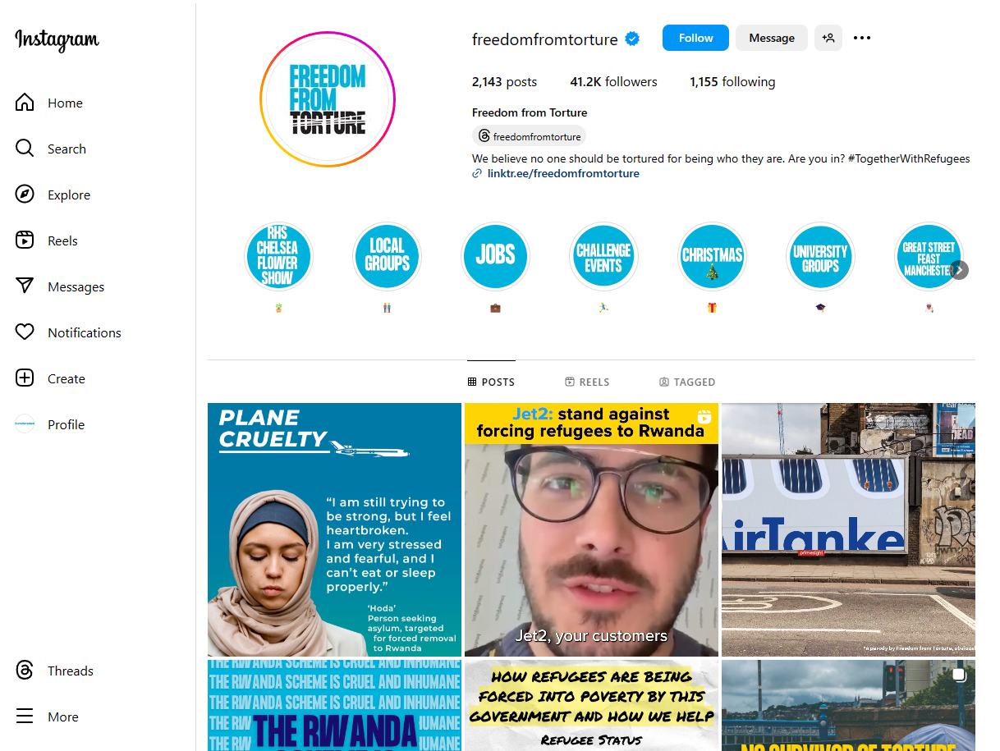 Instagram
Home
Search
Explore
Reels
Messages
Notifications
Create
Profile
Threads
More
FREEDOM
FROM
TORTURE
freedomfromtorture
Follow
Message
2,143 posts
41.2K followers
1,155 following
Freedom from Torture
freedomfromtorture
We believe no one should be tortured for being who they are. Are you in? #TogetherWithRefugees
linktr.ee/freedomfromtorture
RHS
CHELSEA
FLOWER
SHOW
LOCAL
GROUPS
JOBS
CHALLENGE
EVENTS
CHRISTMAS
UNIVERSITY
GROUPS
GREAT STREET
FEAST
MANCHESTER
POSTS
REELS
TAGGED
PLANE
CRUELTY
“I am still trying to
be strong, but I feel
heartbroken.
I am very stressed
and fearful, and I
can’t eat or sleep
properly.”
‘Hoda’
Person seeking
asylum, targeted
for forced removal
to Rwanda
Jet2: stand against
forcing refugees to Rwanda
Jet2, your customers
AirTanke
primesight
*A parody by Freedom from Torture, obvious
THE RWANDA SCHEME IS CRUEL AND INHUMANE
THE RWANDA SCHEME IS CRUEL AND INHUMANE
THE RWANDA SCHEME IS CRUEL AND INHUMANE
THE RW
THE RWANDA
UMANE
THE RW
HUMANE
HOW REFUGEES ARE BEING
FORCED INTO POVERTY BY THIS
GOVERNMENT AND HOW WE HELP
REFUGEE STATUS
NO SURVIVOR OF TORTURE